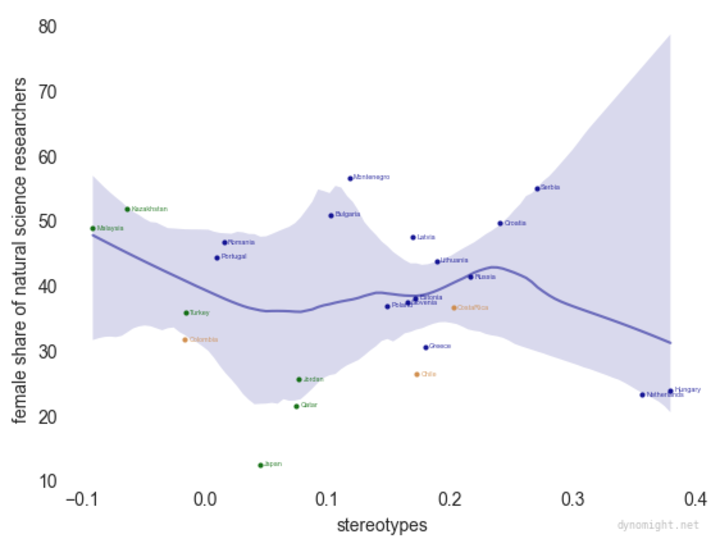 80
70
60
50
40
30
20
10
female share of natural science researchers
Montenegro
Serbia
Kazakhstan
Bulgaria
Malaysia
Croatia
Latvia
Romania
Portugal
Lithuania
Russia
Estonia
Slovenia
Poland
CostaRica
Turkey
Colombia
Greece
Chile
Jordan
Hungary
Netherlands
Qatar
Japan
−0.1 0.0 0.1 0.2 0.3 0.4
stereotypes
dynomight.net